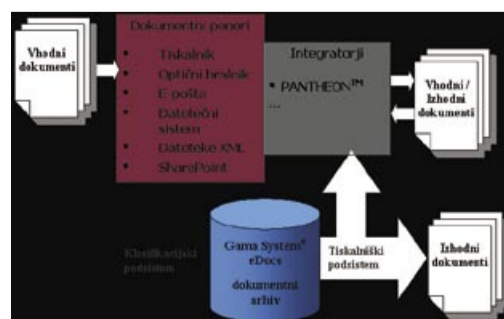 Vhodni
dokumenti
Dokumentni ponori
• Tiskalnik
• Optični bralnik
• E-pošta
• Datotečni
sistem
• Datoteke XML
• SharePoint
Integratorji
• PANTHEON™
...
Vhodni /
Izhodni
dokumenti
Klasifikacijski
podsistem
Gama System®
eDocs
dokumentni
arhiv
Tiskalniški
podsistem
Izhodni
dokumenti